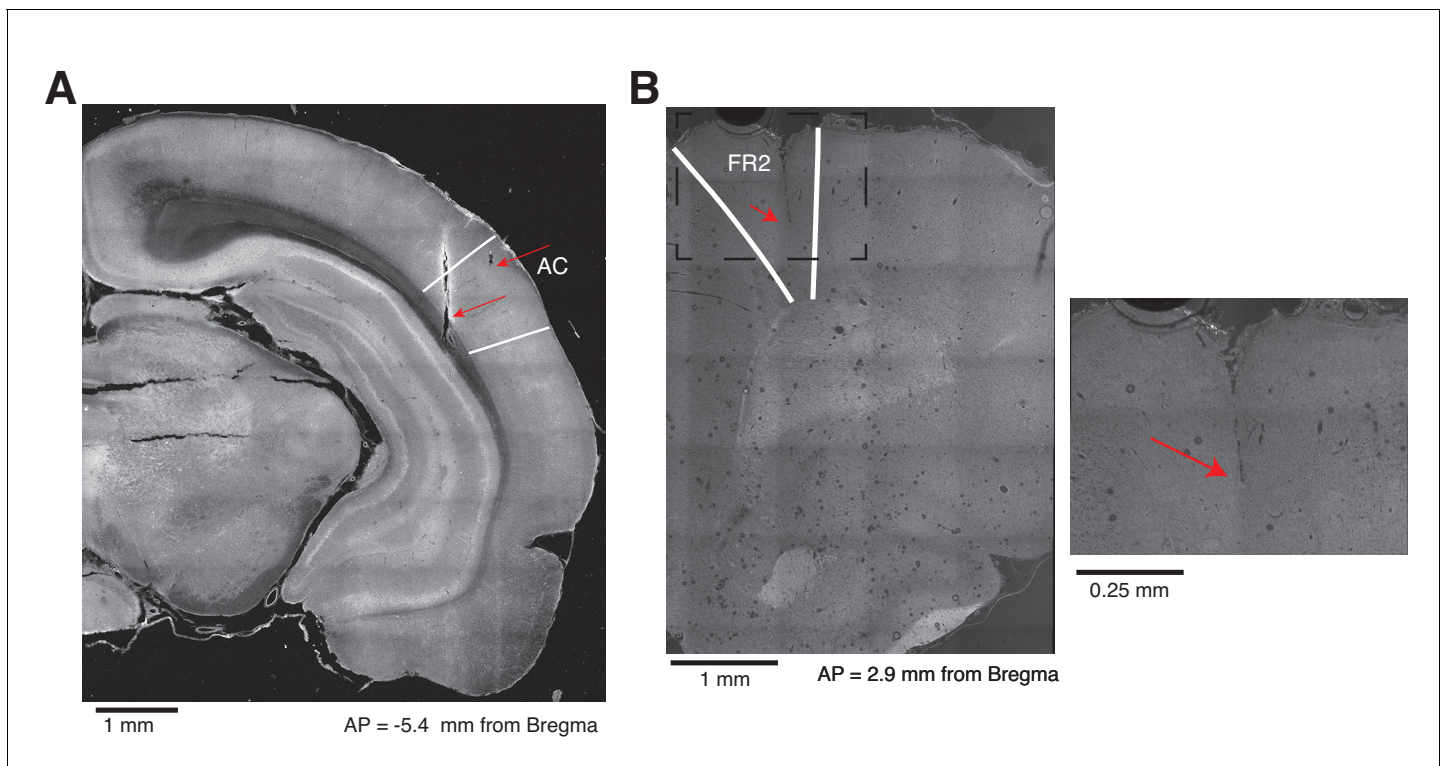 A
AC
1 mm
AP = -5.4 mm from Bregma
B
FR2
1 mm
AP = 2.9 mm from Bregma
0.25 mm